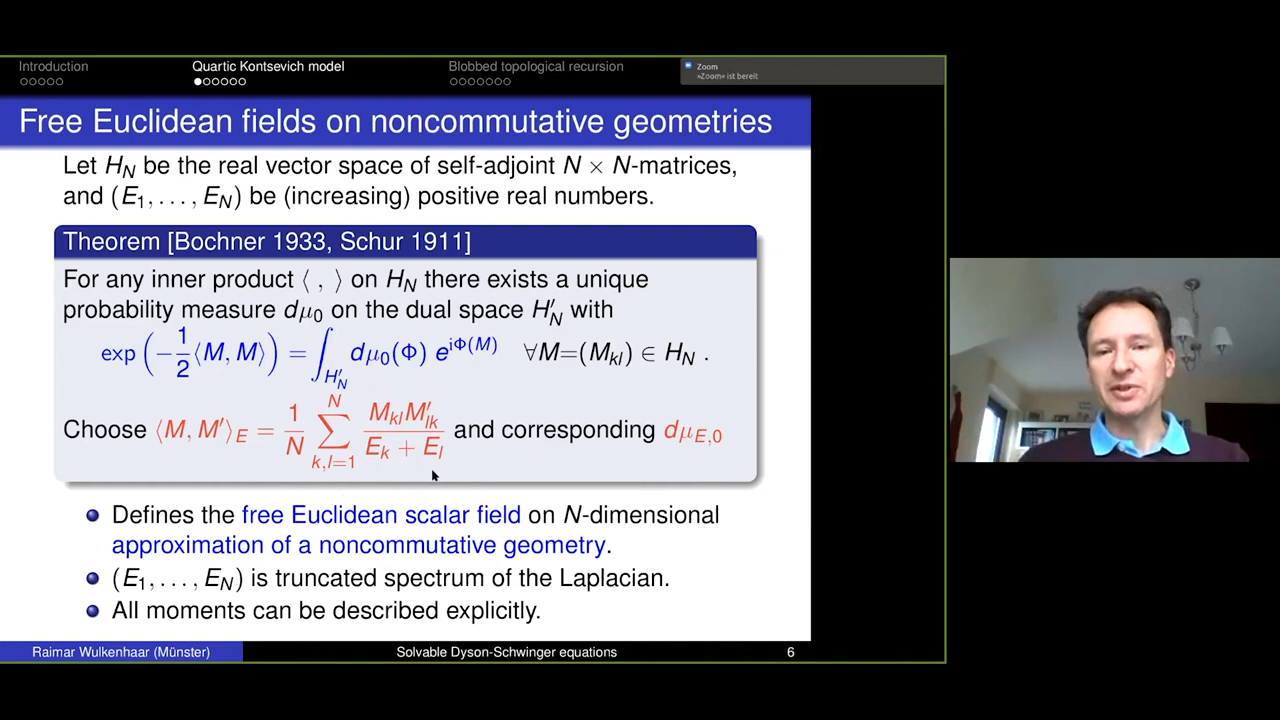 Introduction Quartic Kontsevich model Blobbed topological recursion
Zoom
»Zoom« ist bereit
Free Euclidean fields on noncommutative geometries
Let H_N be the real vector space of self-adjoint N × N-matrices,
and (E_1, . . . , E_N) be (increasing) positive real numbers.
Theorem [Bochner 1933, Schur 1911]
For any inner product ⟨ , ⟩ on H_N there exists a unique
probability measure dμ_0 on the dual space H′_N with
exp (−1/2⟨M, M⟩) = ∫_{H′_N} dμ_0(Φ) e^{iΦ(M)} ∀M=(M_{kl}) ∈ H_N .
Choose ⟨M, M′⟩_E = 1/N ∑_{k,l=1}^N M_{kl}M′_{lk}/(E_k + E_l) and corresponding dμ_{E,0}
Defines the free Euclidean scalar field on N-dimensional
approximation of a noncommutative geometry.
(E_1, . . . , E_N) is truncated spectrum of the Laplacian.
All moments can be described explicitly.
Raimar Wulkenhaar (Münster) Solvable Dyson-Schwinger equations 6